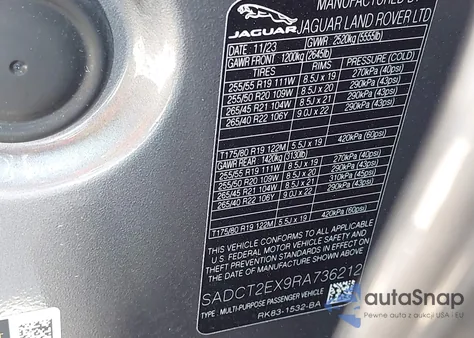 MANUFACTURED BY
JAGUAR JAGUAR LAND ROVER LTD
DATE 11/23 GVWR 2520kg (5555lb)
GAWR FRONT 1200kg (2645lb)
TIRES RIMS PRESSURE (COLD)
255/55 R19 111W 8.5J x 19 270kPa (40psi)
255/50 R20 109W 8.5J x 20 290kPa (43psi)
265/45 R21 104W 8.5J x 21 290kPa (43psi)
265/40 R22 106Y 9.0J x 22 290kPa (43psi)
T175/80 R19 122M 5.5J x 19 420kPa (60psi)
GAWR REAR 1420kg (3130lb)
255/55 R19 111W 8.5J x 19 270kPa (40psi)
255/50 R20 109W 8.5J x 20 290kPa (43psi)
265/45 R21 104W 8.5J x 21 310kPa (45psi)
265/40 R22 106Y 9.0J x 22 290kPa (43psi)
T175/80 R19 122M 5.5J x 19 420kPa (60psi)
THIS VEHICLE CONFORMS TO ALL APPLICABLE
U.S. FEDERAL MOTOR VEHICLE SAFETY AND
THEFT PREVENTION STANDARDS IN EFFECT
ON THE DATE OF MANUFACTURE SHOWN ABOVE.
SADCT2EX9RA736212
TYPE: MULTI-PURPOSE PASSENGER VEHICLE
RK83-1532-BA
autoSnap
Pewne auta z aukcji USA i EU